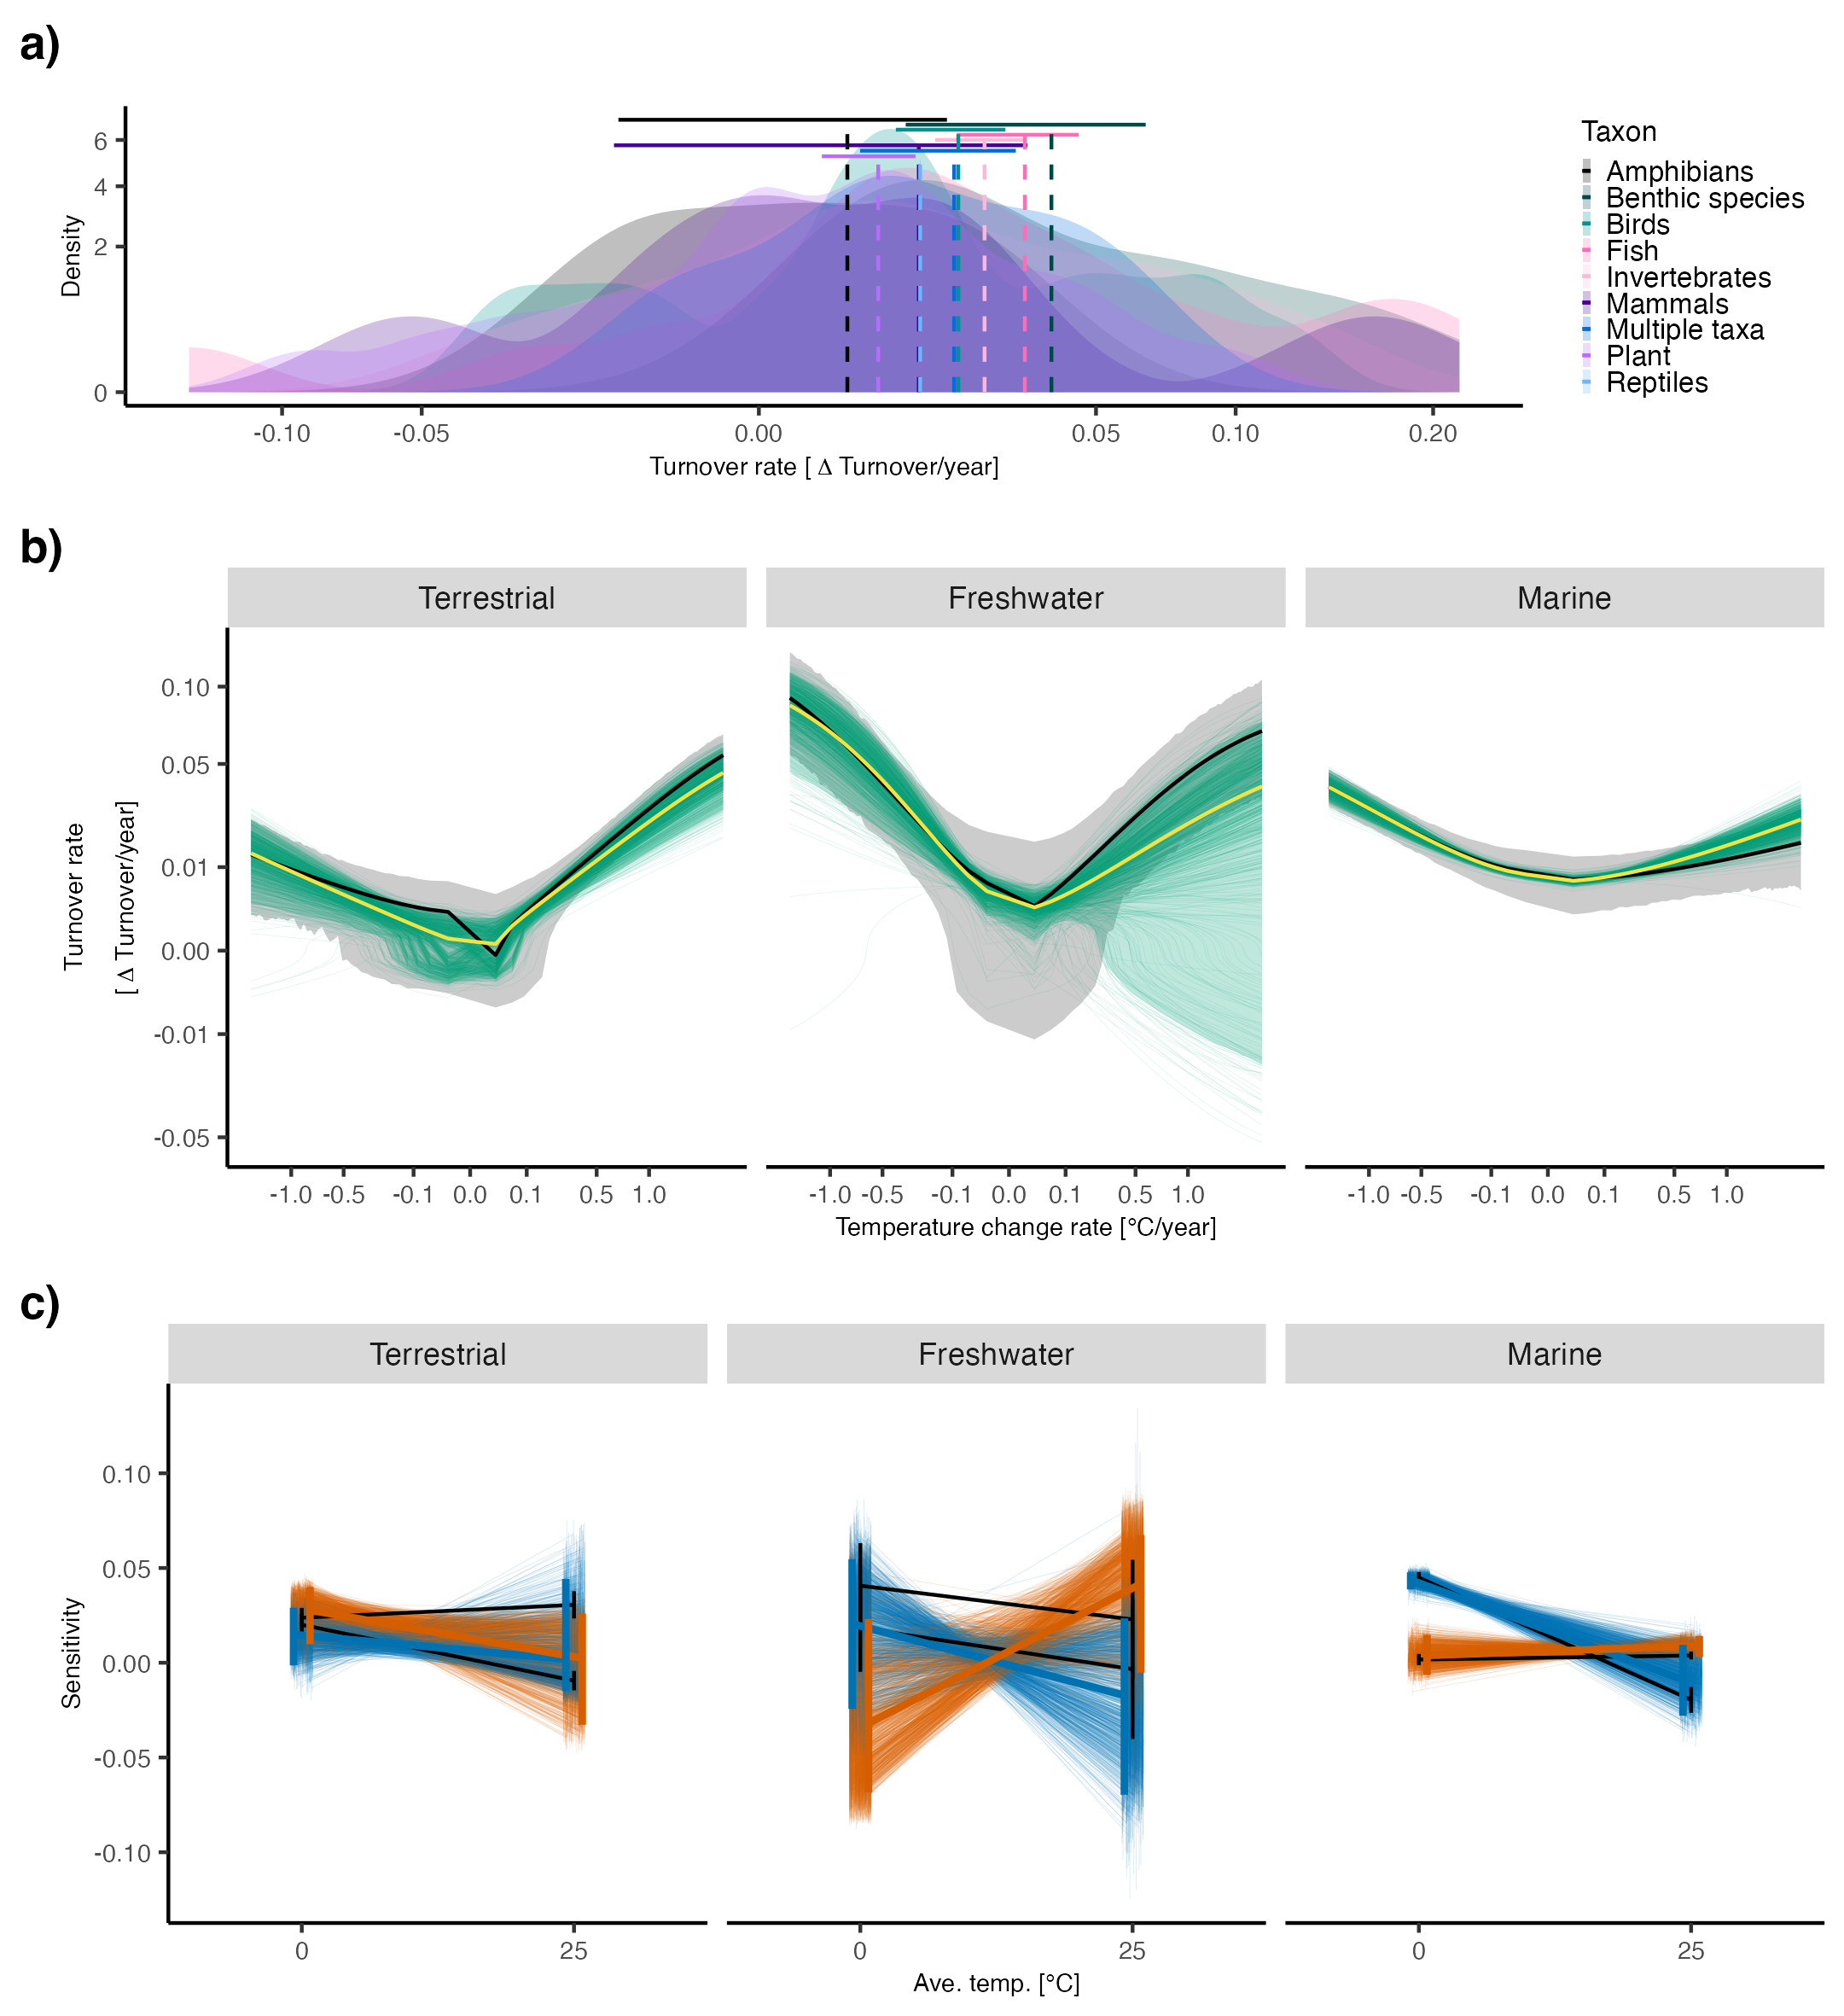 a)
6
4
2
0
Density
-0.10 -0.05 0.00 0.05 0.10 0.20
Turnover rate [ Δ Turnover/year]
Taxon
Amphibians
Benthic species
Birds
Fish
Invertebrates
Mammals
Multiple taxa
Plant
Reptiles
b)
Terrestrial Freshwater Marine
0.10
0.05
0.01
0.00
-0.01
-0.05
Turnover rate
[ Δ Turnover/year]
-1.0 -0.5 -0.1 0.0 0.1 0.5 1.0 -1.0 -0.5 -0.1 0.0 0.1 0.5 1.0 -1.0 -0.5 -0.1 0.0 0.1 0.5 1.0
Temperature change rate [°C/year]
c)
Terrestrial Freshwater Marine
0.10
0.05
0.00
-0.05
-0.10
Sensitivity
0 25 0 25 0 25
Ave. temp. [°C]